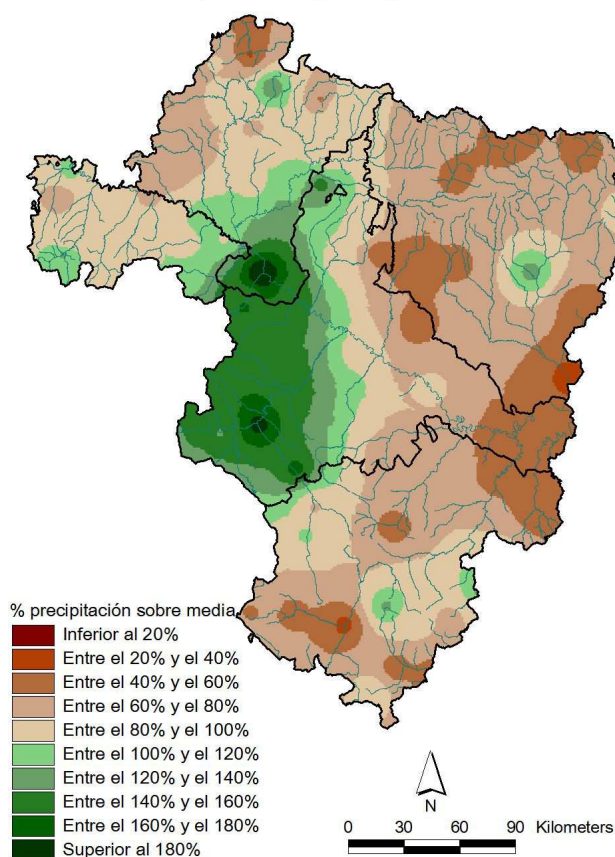 % precipitación sobre media
Inferior al 20%
Entre el 20% y el 40%
Entre el 40% y el 60%
Entre el 60% y el 80%
Entre el 80% y el 100%
Entre el 100% y el 120%
Entre el 120% y el 140%
Entre el 140% y el 160%
Entre el 160% y el 180%
Superior al 180%
N
0 30 60 90 Kilometers